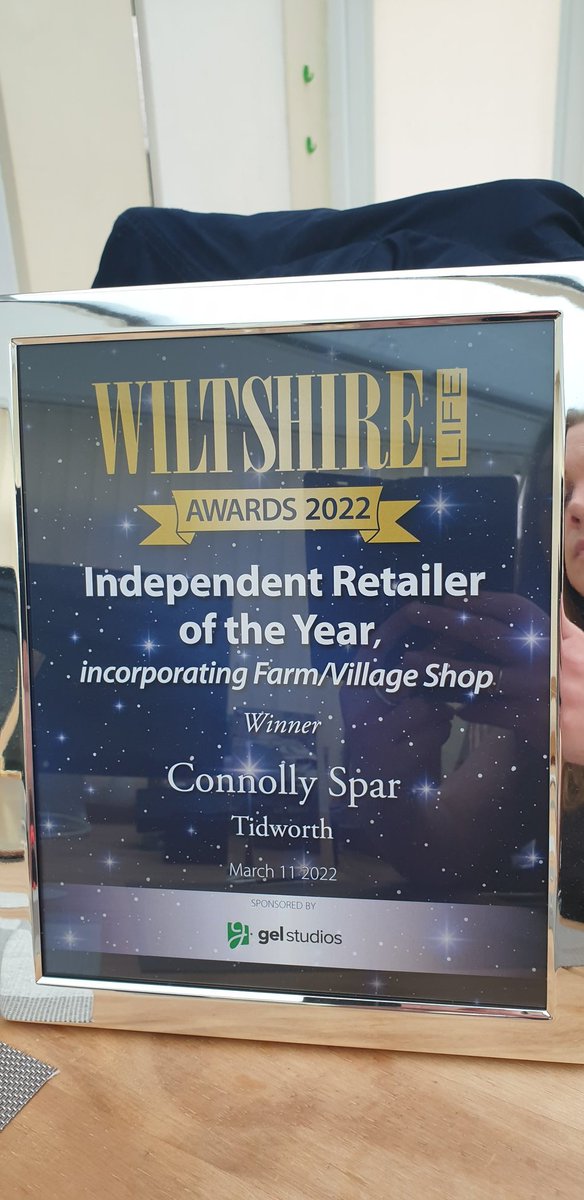 WILTSHIRE LIFE
AWARDS 2022
Independent Retailer
of the Year,
incorporating Farm/Village Shop
Winner
Connolly Spar
Tidworth
March 11 2022
SPONSORED BY
gel studios